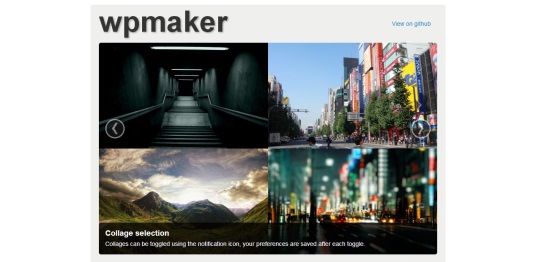 wpmaker
View on github
Collage selection
Collages can be toggled using the notification icon, your preferences are saved after each toggle.